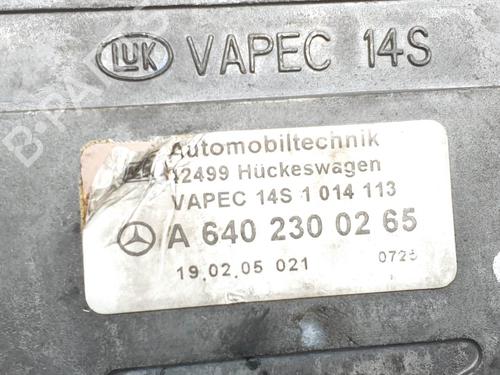 LUK VAPEC 14S
Automobiltechnik
42499 Hückeswagen
VAPEC 14S 1 014 113
A 640 230 02 65
19.02.05 021 0725
B-PARTS